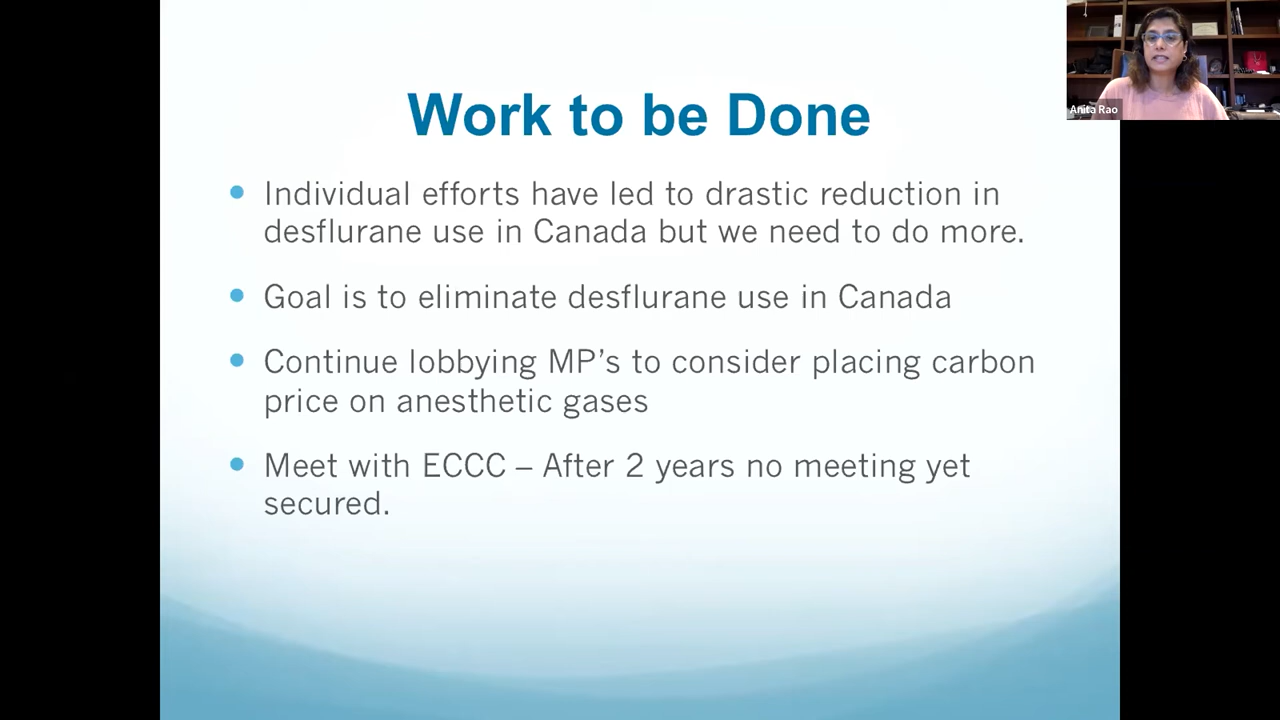 Work to be Done
Individual efforts have led to drastic reduction in
desflurane use in Canada but we need to do more.
Goal is to eliminate desflurane use in Canada
Continue lobbying MP’s to consider placing carbon
price on anesthetic gases
Meet with ECCC – After 2 years no meeting yet
secured.
Anita Rao